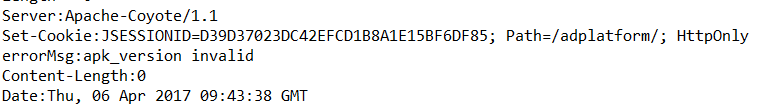 Server:Apache-Coyote/1.1
Set-Cookie:JSESSIONID=D39D37023DC42EFCD1B8A1E15BF6DF85; Path=/adplatform/; HttpOnly
errorMsg:apk_version invalid
Content-Length:0
Date:Thu, 06 Apr 2017 09:43:38 GMT